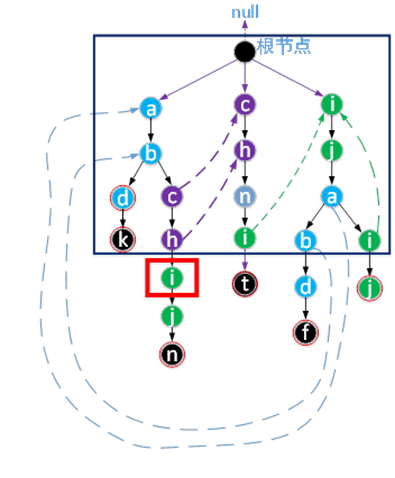 null
根节点
a c i
b h j
d c n a
k h i b i
i t d j
j f
n